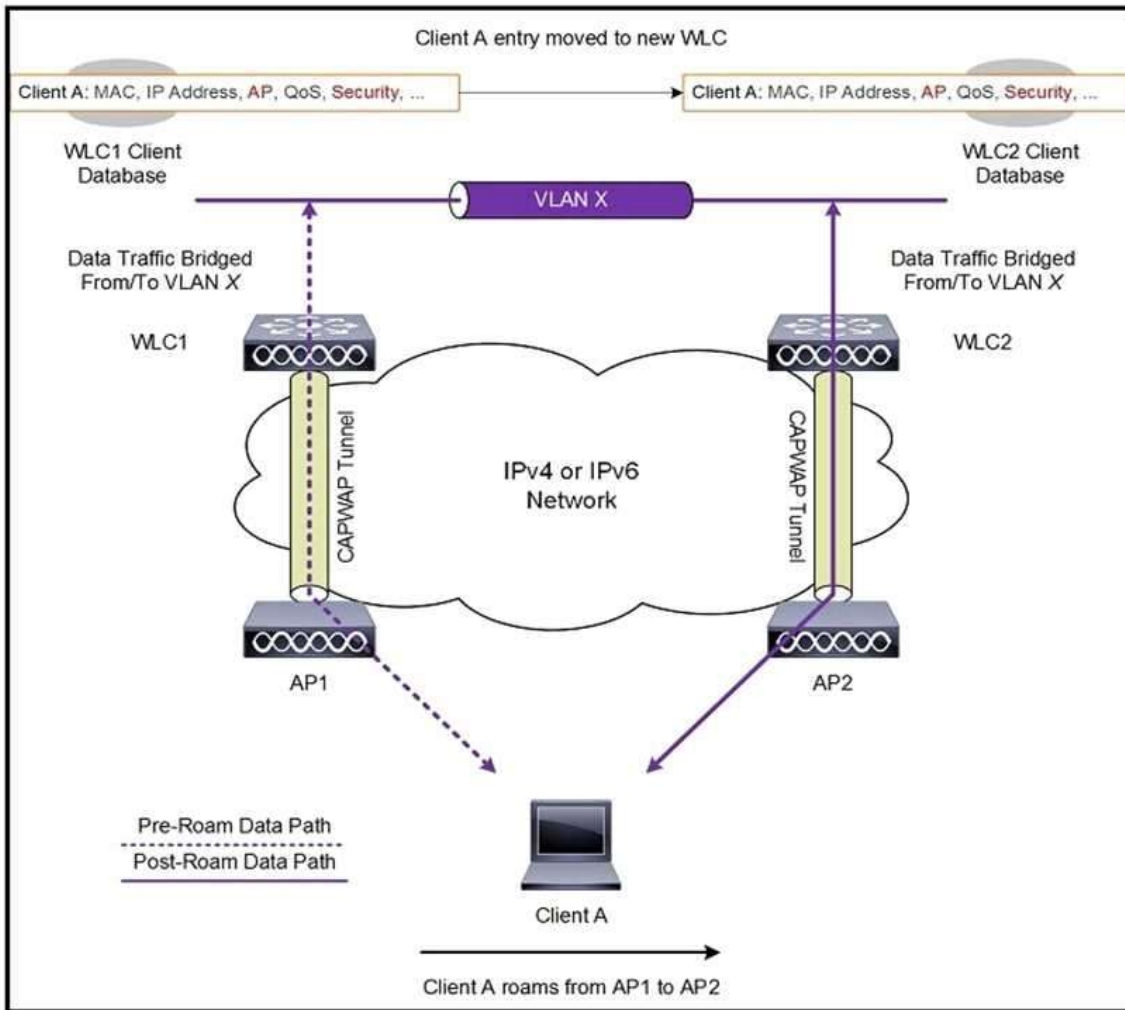 Client A entry moved to new WLC
Client A: MAC, IP Address, AP, QoS, Security, ...
Client A: MAC, IP Address, AP, QoS, Security, ...
WLC1 Client
Database
WLC2 Client
Database
VLAN X
Data Traffic Bridged
From/To VLAN X
Data Traffic Bridged
From/To VLAN X
WLC1
WLC2
CAPWAP Tunnel
IPv4 or IPv6
Network
CAPWAP Tunnel
AP1
AP2
Pre-Roam Data Path
Post-Roam Data Path
Client A
Client A roams from AP1 to AP2